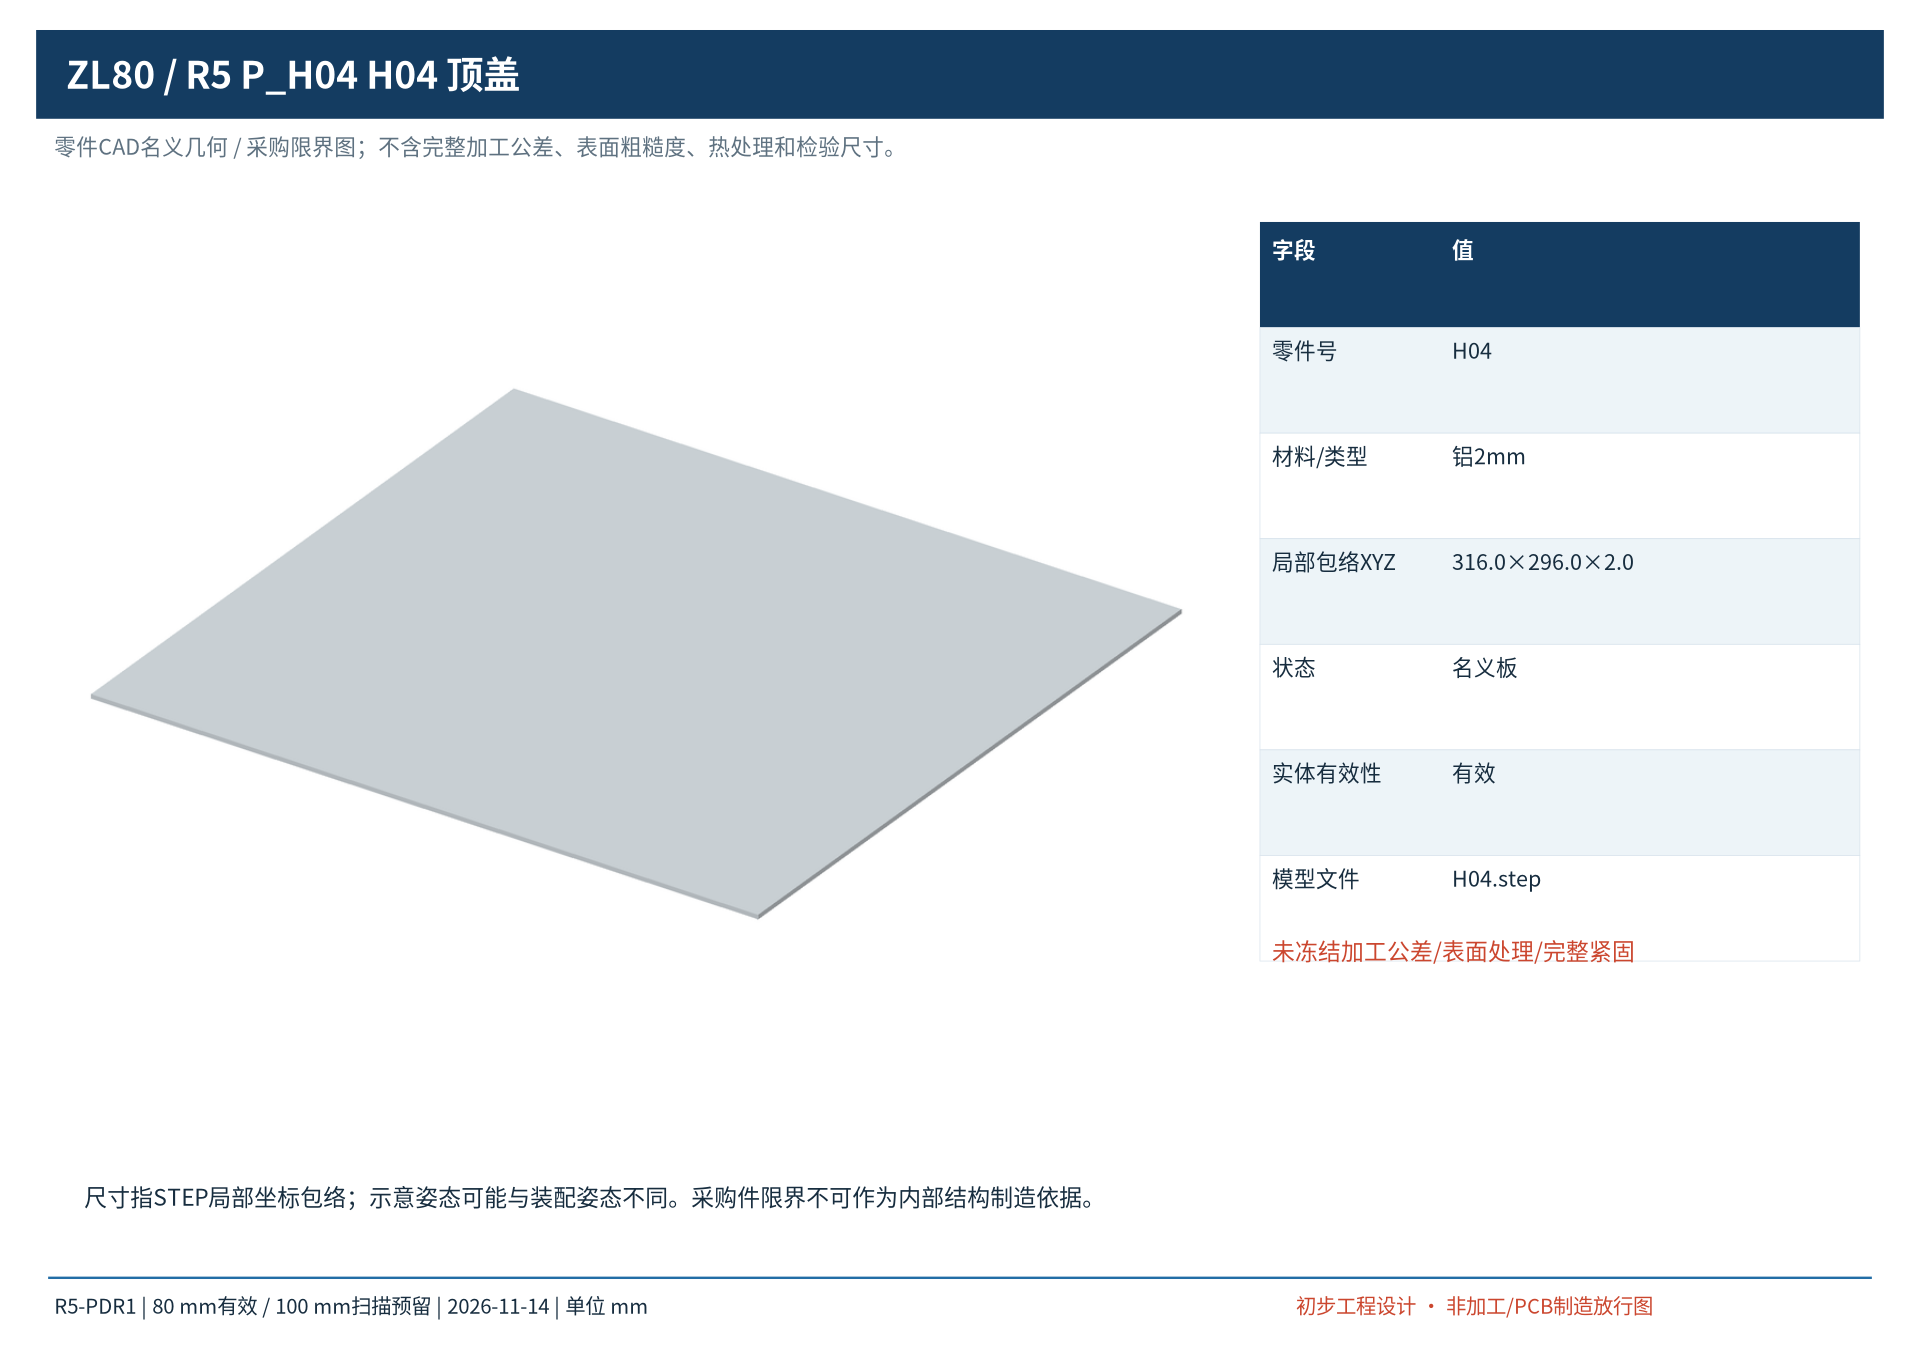 ZL80 / R5 P_H04 H04 顶盖
零件CAD名义几何 / 采购限界图；不含完整加工公差、表面粗糙度、热处理和检验尺寸。
字段 值
零件号 H04
材料/类型 铝2mm
局部包络XYZ 316.0×296.0×2.0
状态 名义板
实体有效性 有效
模型文件 H04.step
未冻结加工公差/表面处理/完整紧固
尺寸指STEP局部坐标包络；示意姿态可能与装配姿态不同。采购件限界不可作为内部结构制造依据。
R5-PDR1 | 80 mm有效 / 100 mm扫描预留 | 2026-11-14 | 单位 mm 初步工程设计 · 非加工/PCB制造放行图